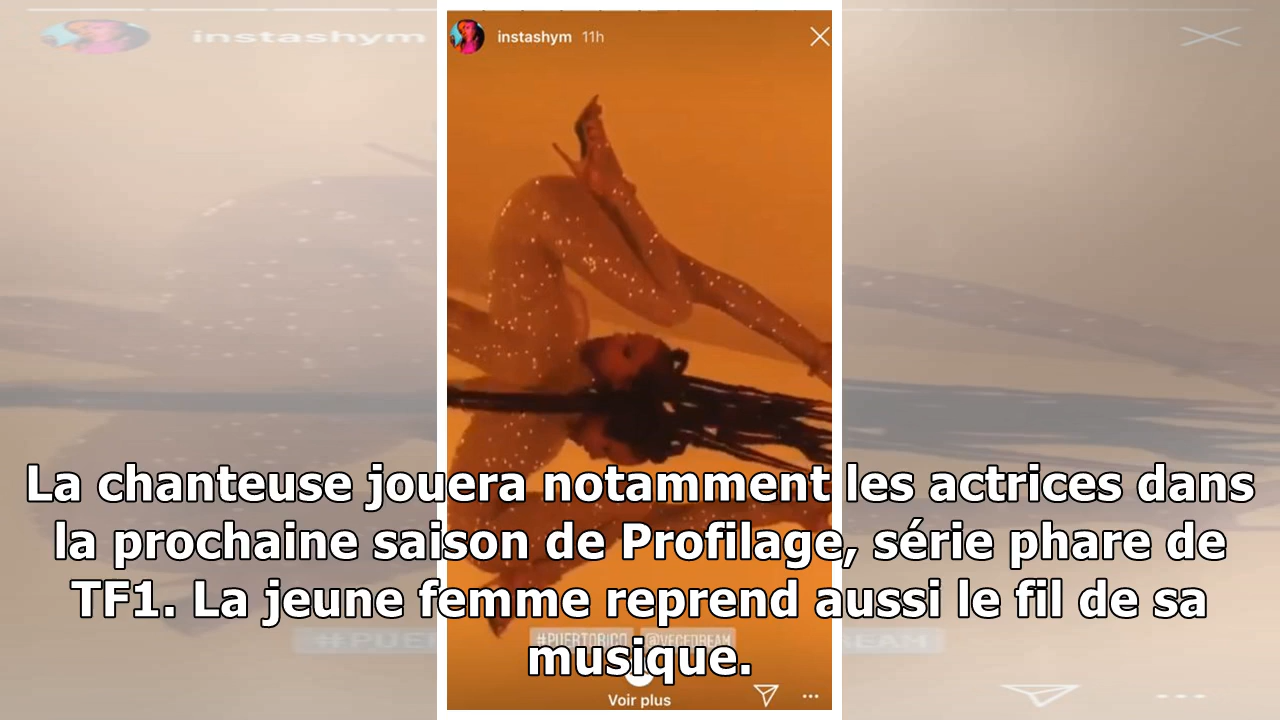 instashym
instashym 11h
La chanteuse jouera notamment les actrices dans
la prochaine saison de Profilage, série phare de
TF1. La jeune femme reprend aussi le fil de sa
#PUERTORICO @VEGEDREAM
musique.
Voir plus